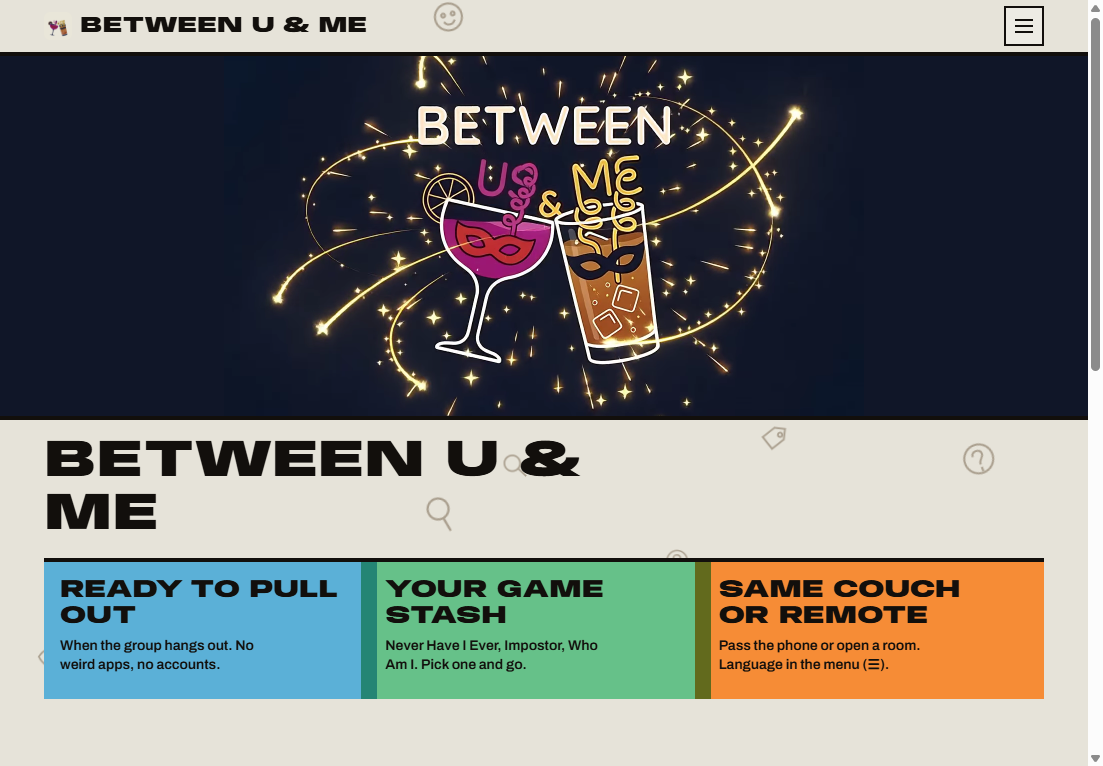 BETWEEN U & ME
BETWEEN
U & ME
BETWEEN U &
ME
READY TO PULL
OUT
When the group hangs out. No
weird apps, no accounts.
YOUR GAME
STASH
Never Have I Ever, Impostor, Who
Am I. Pick one and go.
SAME COUCH
OR REMOTE
Pass the phone or open a room.
Language in the menu (☰).